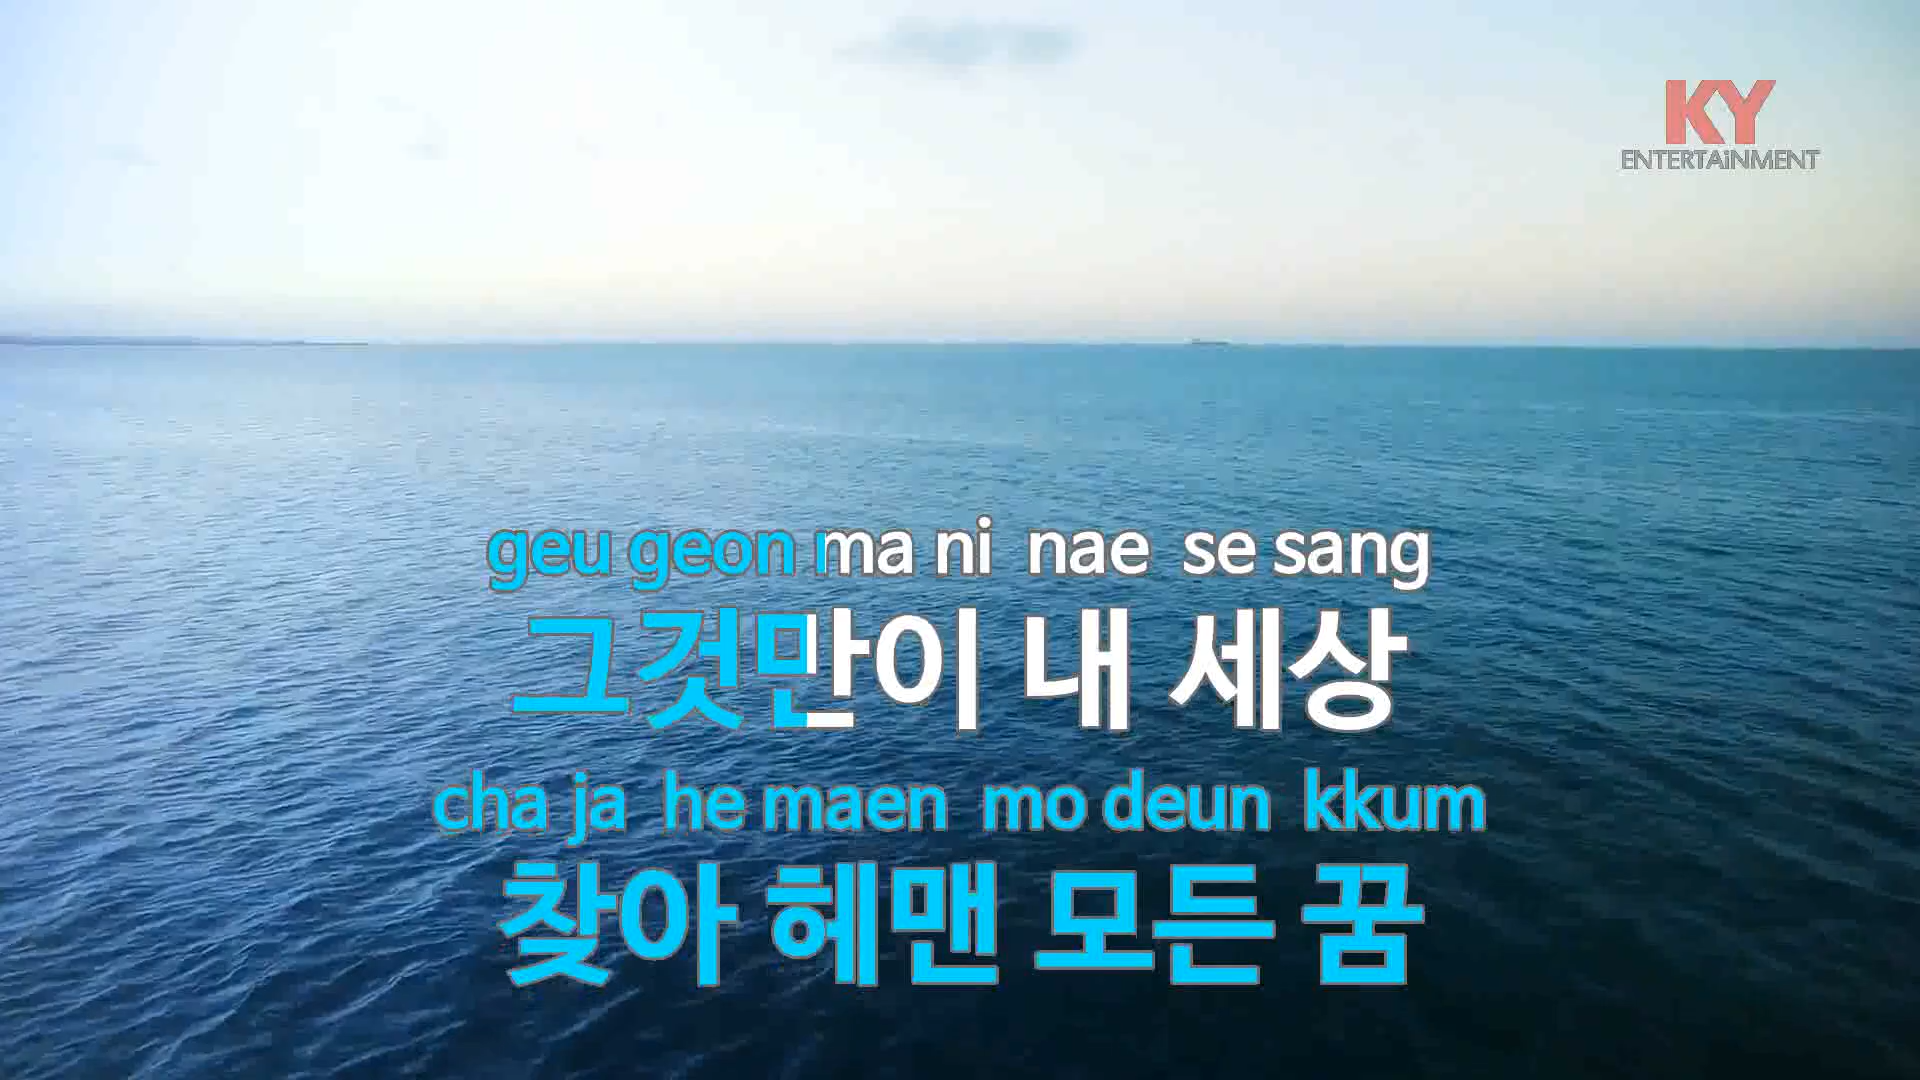 KY
ENTERTAiNMENT
geu geon ma ni nae se sang
그것만이 내 세상
cha ja he maen mo deun kkum
찾아 헤맨 모든 꿈